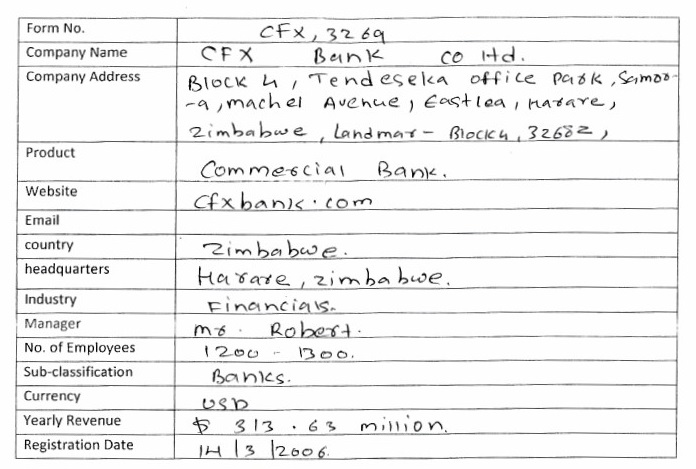 Form No. CFX, 3269
Company Name CFX Bank co ltd.
Company Address Block 4, Tendeseka office park, Samor-
-a, machel Avenue, Eastlea, Harare,
zimbabwe, Landmar- Block4, 32682,
Product Commercial Bank.
Website Cfxbank.com
Email
country Zimbabwe.
headquarters Harare, zimbabwe.
Industry Financials.
Manager mr. Robert.
No. of Employees 1200 - 1300.
Sub-classification Banks.
Currency USD
Yearly Revenue $ 313.63 million.
Registration Date 14/3/2006.